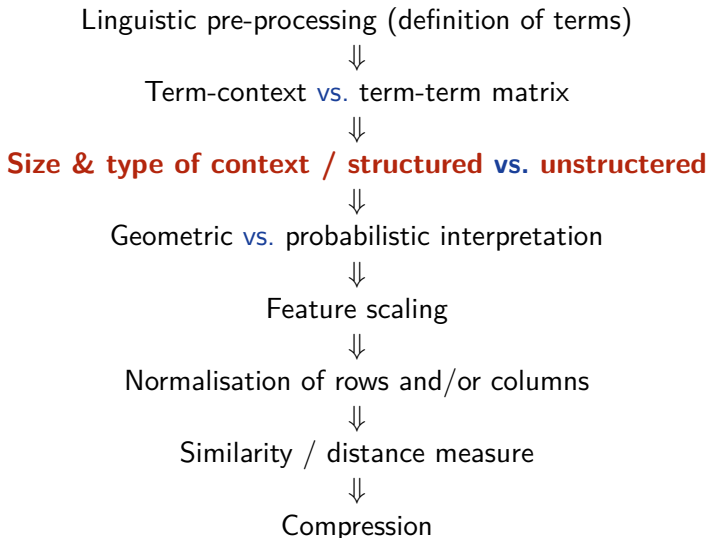 Linguistic pre-processing (definition of terms)
⇓
Term-context vs. term-term matrix
⇓
Size & type of context / structured vs. unstructered
⇓
Geometric vs. probabilistic interpretation
⇓
Feature scaling
⇓
Normalisation of rows and/or columns
⇓
Similarity / distance measure
⇓
Compression